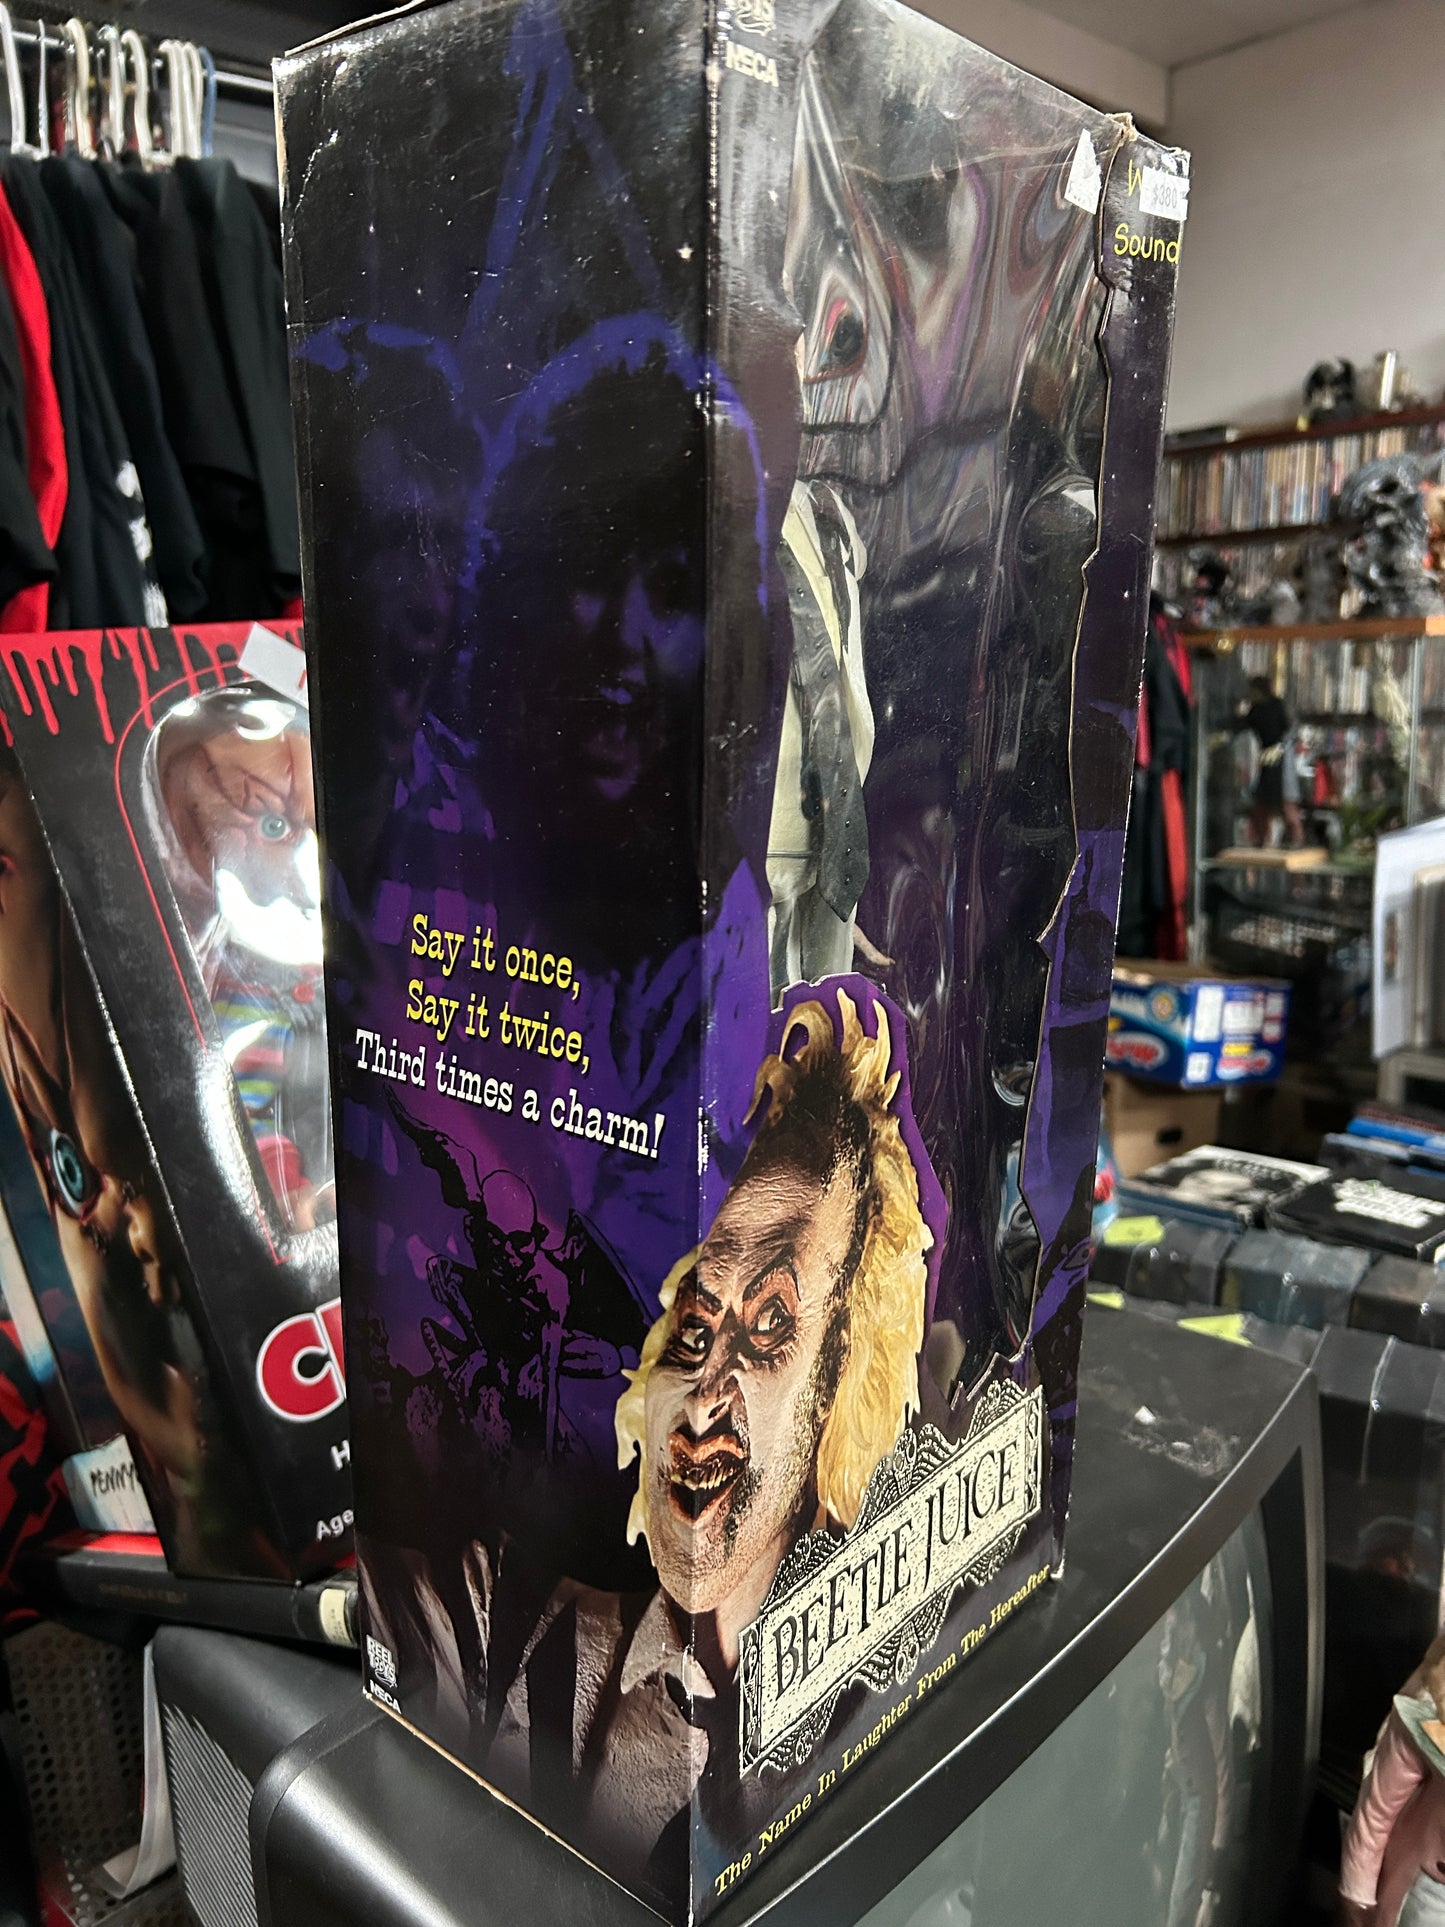 NECA
$380
Sound
Say it once,
Say it twice,
Third times a charm!
BEETLE JUICE
The Name In Laughter From The Hereafter
REEL
TOYS
NECA
Age